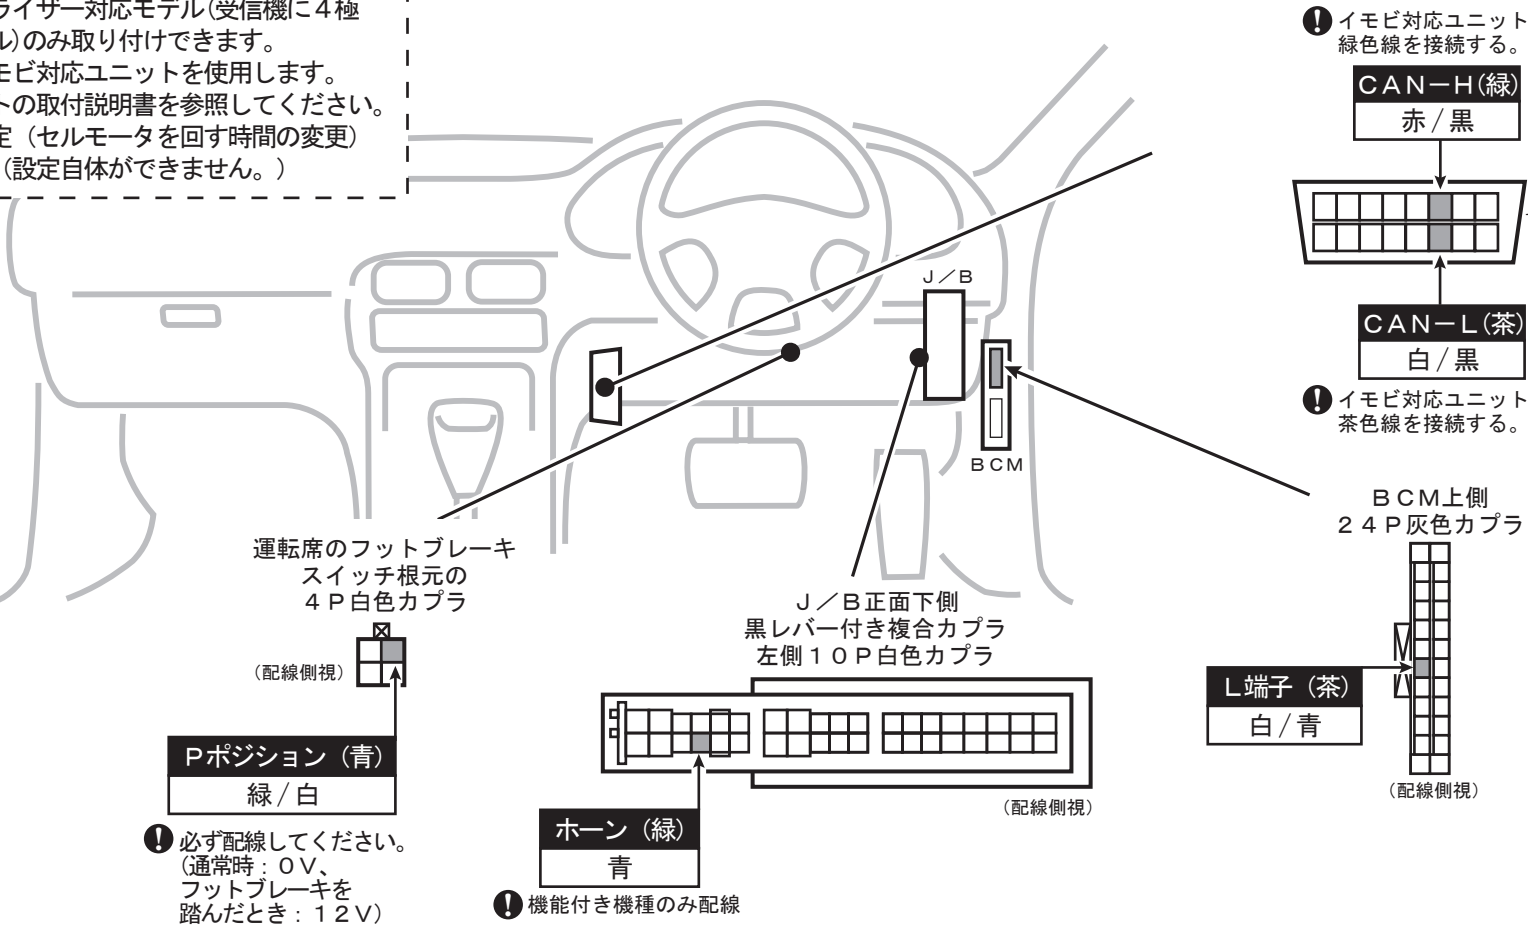 ライザー対応モデル(受信機に4極
ル)のみ取り付けできます。
モビ対応ユニットを使用します。
トの取付説明書を参照してください。
定(セルモータを回す時間の変更)
(設定自体ができません。)
イモビ対応ユニット
緑色線を接続する。
CAN-H(緑)
赤/黒
CAN-L(茶)
白/黒
イモビ対応ユニット
茶色線を接続する。
J/B
BCM
BCM上側
24P灰色カプラ
L端子(茶)
白/青
(配線側視)
運転席のフットブレーキ
スイッチ根元の
4P白色カプラ
(配線側視)
Pポジション(青)
緑/白
必ず配線してください。
(通常時:0V、
フットブレーキを
踏んだとき:12V)
J/B正面下側
黒レバー付き複合カプラ
左側10P白色カプラ
(配線側視)
ホーン(緑)
青
機能付き機種のみ配線